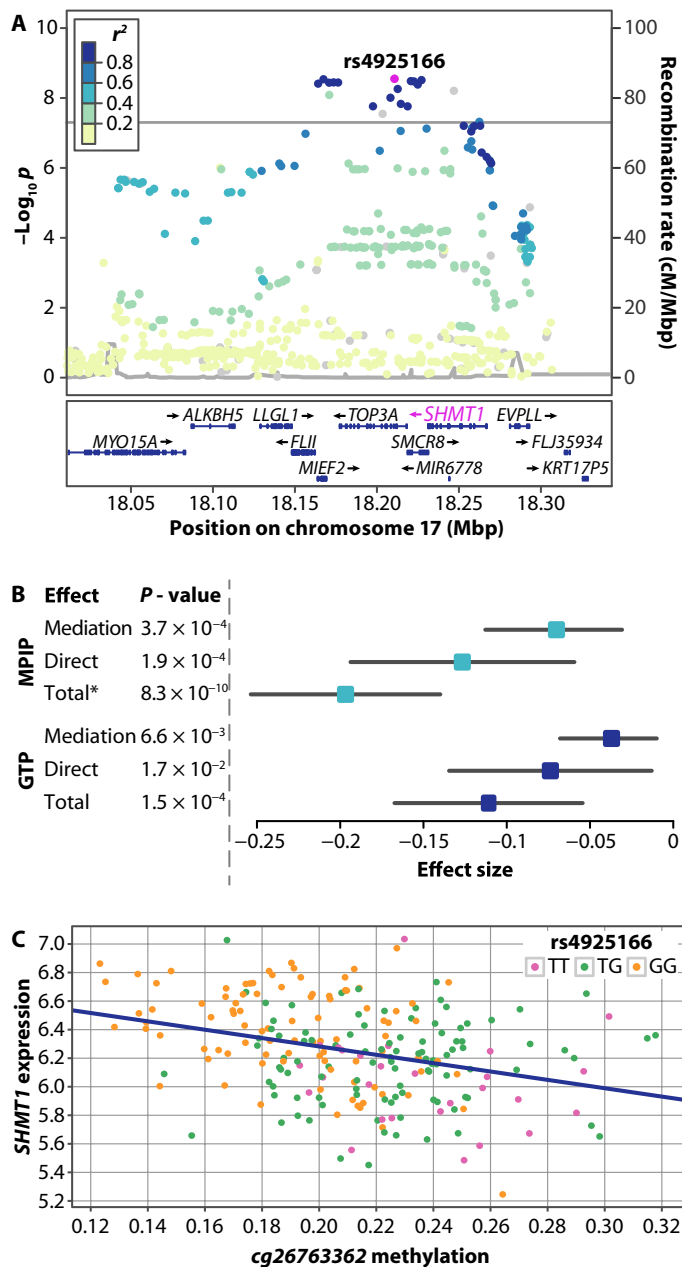 A
r²
0.8
0.6
0.4
0.2
rs4925166
10
8
6
4
2
0
–Log10 p
100
80
60
40
20
0
Recombination rate (cM/Mbp)
ALKBH5 LLGL1 TOP3A SHMT1 EVPLL
MYO15A FLII SMCR8 FLJ35934
MIEF2 MIR6778 KRT17P5
18.05 18.10 18.15 18.20 18.25 18.30
Position on chromosome 17 (Mbp)
B
Effect P - value
MPIP
Mediation 3.7 × 10–4
Direct 1.9 × 10–4
Total* 8.3 × 10–10
GTP
Mediation 6.6 × 10–3
Direct 1.7 × 10–2
Total 1.5 × 10–4
–0.25 –0.2 –0.15 –0.1 –0.05 0
Effect size
C
rs4925166
TT TG GG
7.0
6.8
6.6
6.4
6.2
6.0
5.8
5.6
5.4
5.2
SHMT1 expression
0.12 0.14 0.16 0.18 0.20 0.22 0.24 0.26 0.28 0.30 0.32
cg26763362 methylation